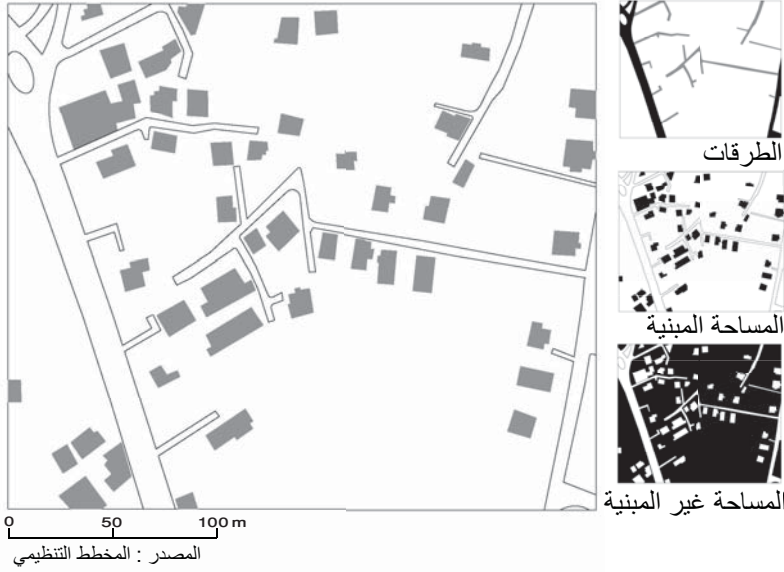 الطرقات
المساحة المبنية
المساحة غير المبنية
0 50 100 m
المصدر : المخطط التنظيمي